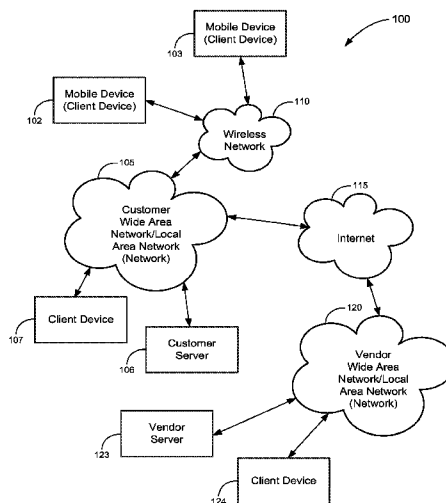 100
Mobile Device
(Client Device)
103
Mobile Device
(Client Device)
102
110
Wireless
Network
105
Customer
Wide Area
Network/Local
Area Network
(Network)
115
Internet
Client Device
107
Customer
Server
106
120
Vendor
Wide Area
Network/Local
Area Network
(Network)
Vendor
Server
123
Client Device
124